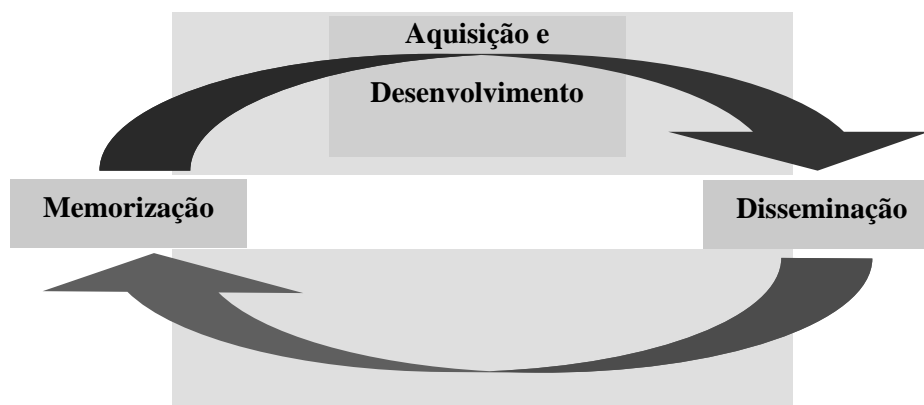 Aquisição e
Desenvolvimento
Memorização
Disseminação